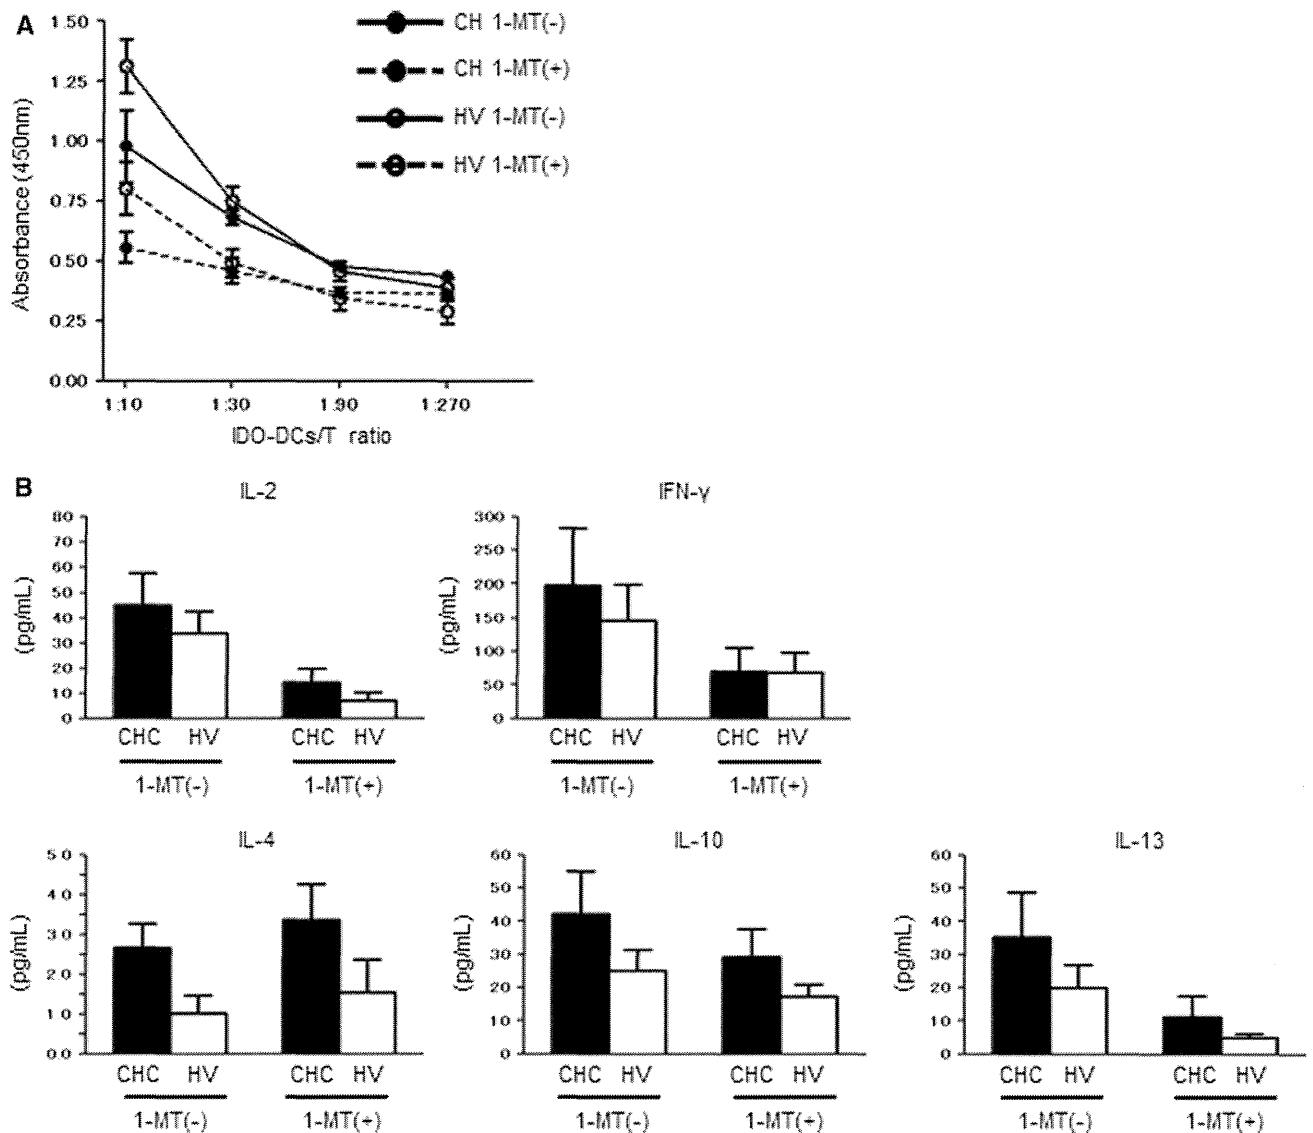 A
1.50
1.25
1.00
0.75
0.50
0.25
0.00
Absorbance (450nm)
1:10 1:30 1:90 1:270
IDO-DCs/T ratio
CH 1-MT(-)
CH 1-MT(+)
HV 1-MT(-)
HV 1-MT(+)
B
IL-2
(pg/mL)
80
70
60
50
40
30
20
10
0
CHC HV CHC HV
1-MT(-) 1-MT(+)
IFN-γ
(pg/mL)
300
250
200
150
100
50
0
CHC HV CHC HV
1-MT(-) 1-MT(+)
IL-4
(pg/mL)
5.0
4.0
3.0
2.0
1.0
0.0
CHC HV CHC HV
1-MT(-) 1-MT(+)
IL-10
(pg/mL)
60
50
40
30
20
10
0
CHC HV CHC HV
1-MT(-) 1-MT(+)
IL-13
(pg/mL)
60
50
40
30
20
10
0
CHC HV CHC HV
1-MT(-) 1-MT(+)